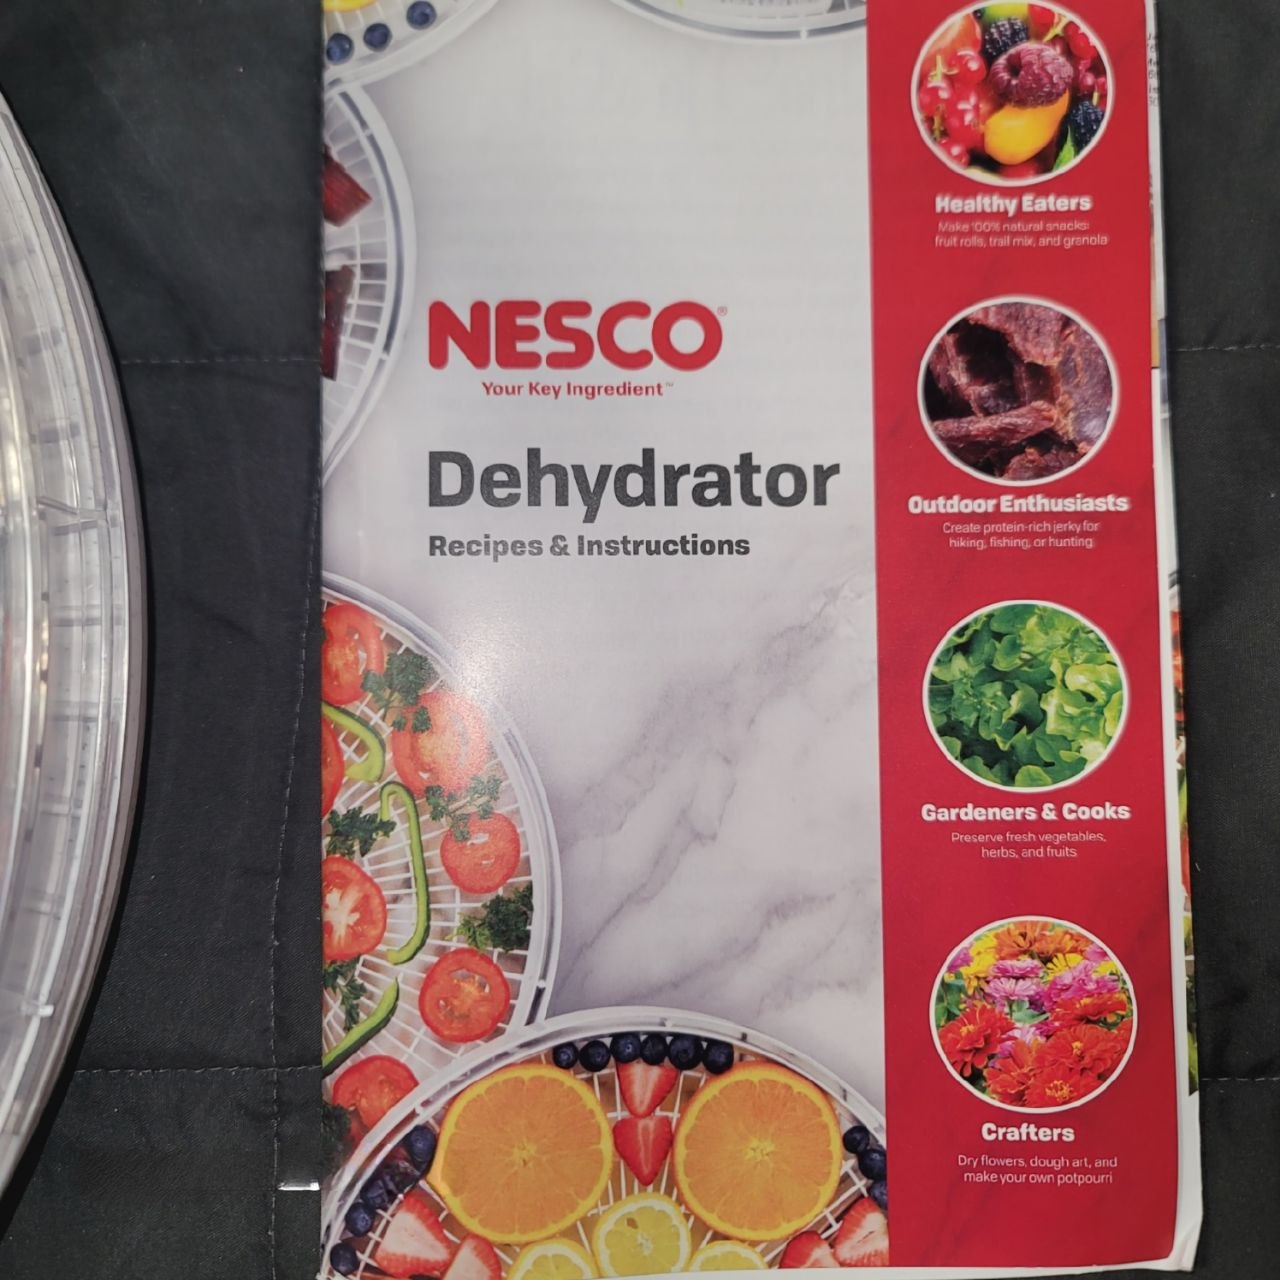 NESCO®
Your Key Ingredient™
Dehydrator
Recipes & Instructions
Healthy Eaters
Make 100% natural snacks:
fruit rolls, trail mix, and granola
Outdoor Enthusiasts
Create protein-rich jerky for
hiking, fishing, or hunting
Gardeners & Cooks
Preserve fresh vegetables,
herbs, and fruits
Crafters
Dry flowers, dough art, and
make your own potpourri